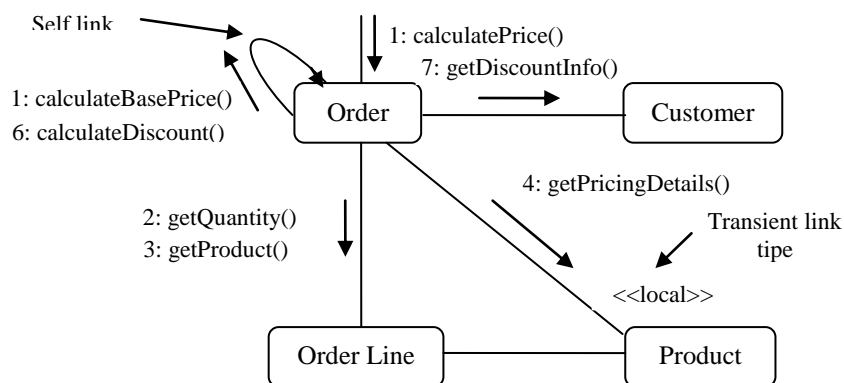 Self link
1: calculatePrice()
7: getDiscountInfo()
1: calculateBasePrice()
6: calculateDiscount()
Order
Customer
4: getPricingDetails()
2: getQuantity()
3: getProduct()
Transient link
tipe
<<local>>
Order Line
Product